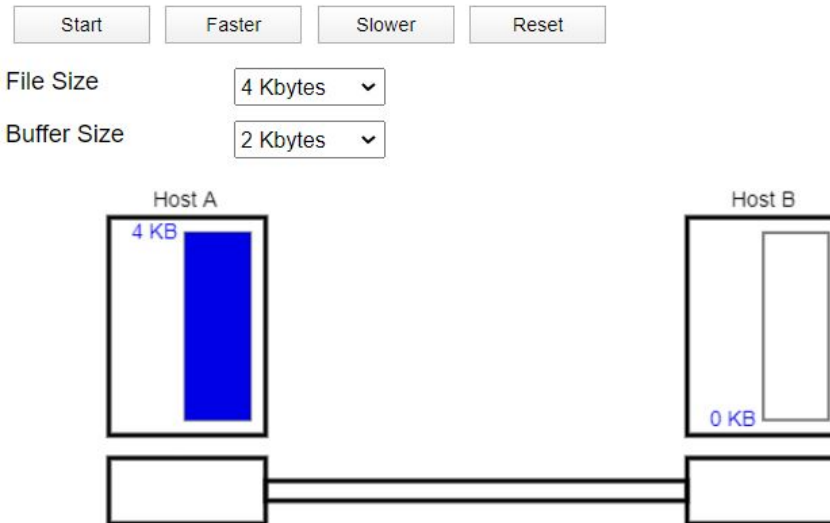 Start Faster Slower Reset
File Size 4 Kbytes
Buffer Size 2 Kbytes
Host A Host B
4 KB
0 KB